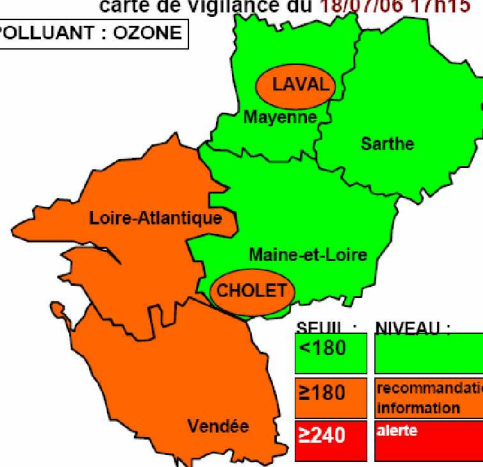 carte de vigilance du 18/07/06 17h15
POLLUANT : OZONE
LAVAL
Mayenne
Sarthe
Loire-Atlantique
Maine-et-Loire
CHOLET
Vendée
SEUIL : NIVEAU :
<180
≥180 recommandatio
information
≥240 alerte